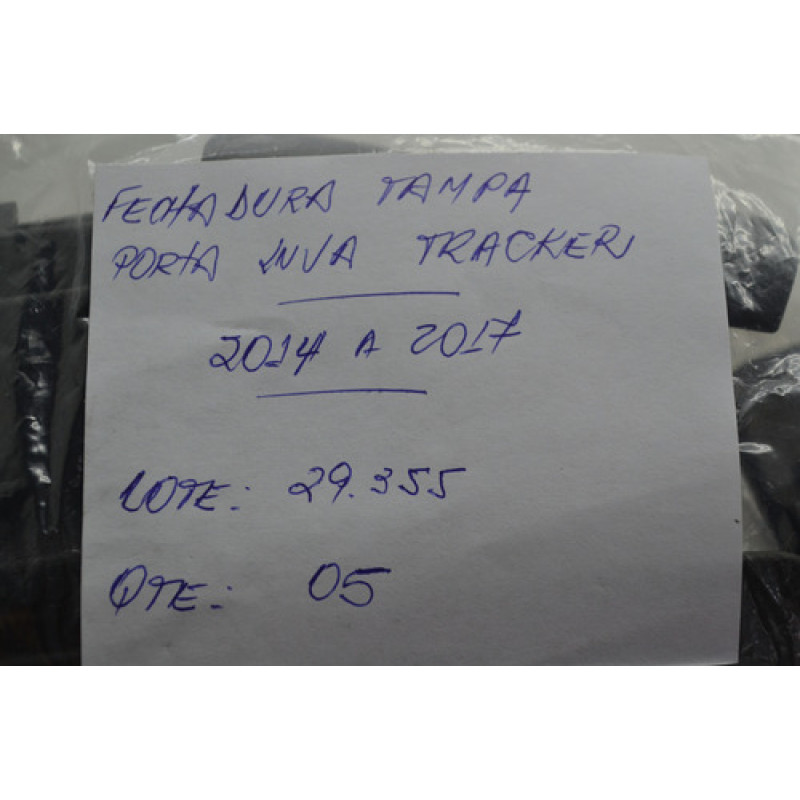 FECHADURA TAMPA
PORTA LUVA TRACKER
2014 A 2017
LOTE: 29.355
QTE: 05